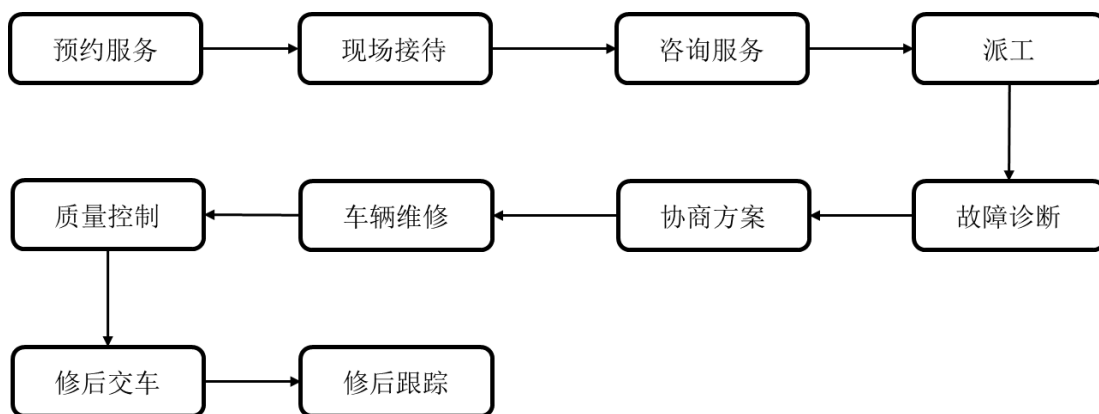 预约服务
现场接待
咨询服务
派工
故障诊断
协商方案
车辆维修
质量控制
修后交车
修后跟踪